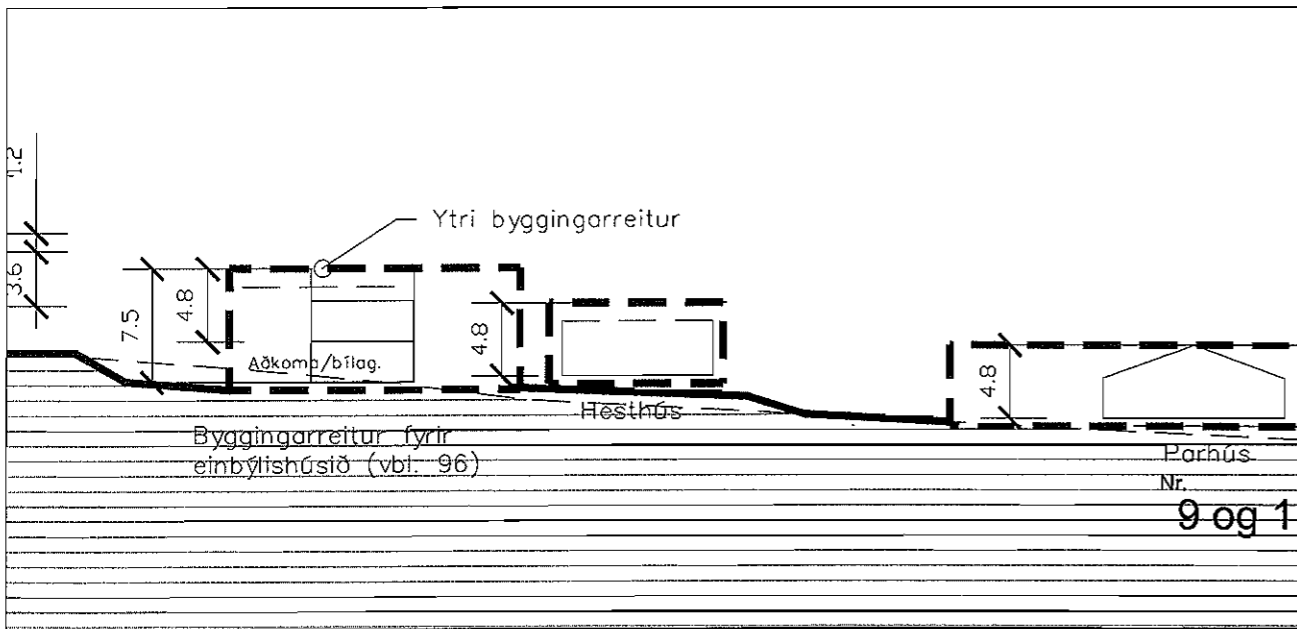 1.2
3.6
Ytri byggingarreitur
7.5
4.8
Aðkoma/bílag.
4.8
4.8
Hesthús
Byggingarreitur fyrir
einbýlishúsið (vbl. 96)
Parhús
Nr.
9 og 1